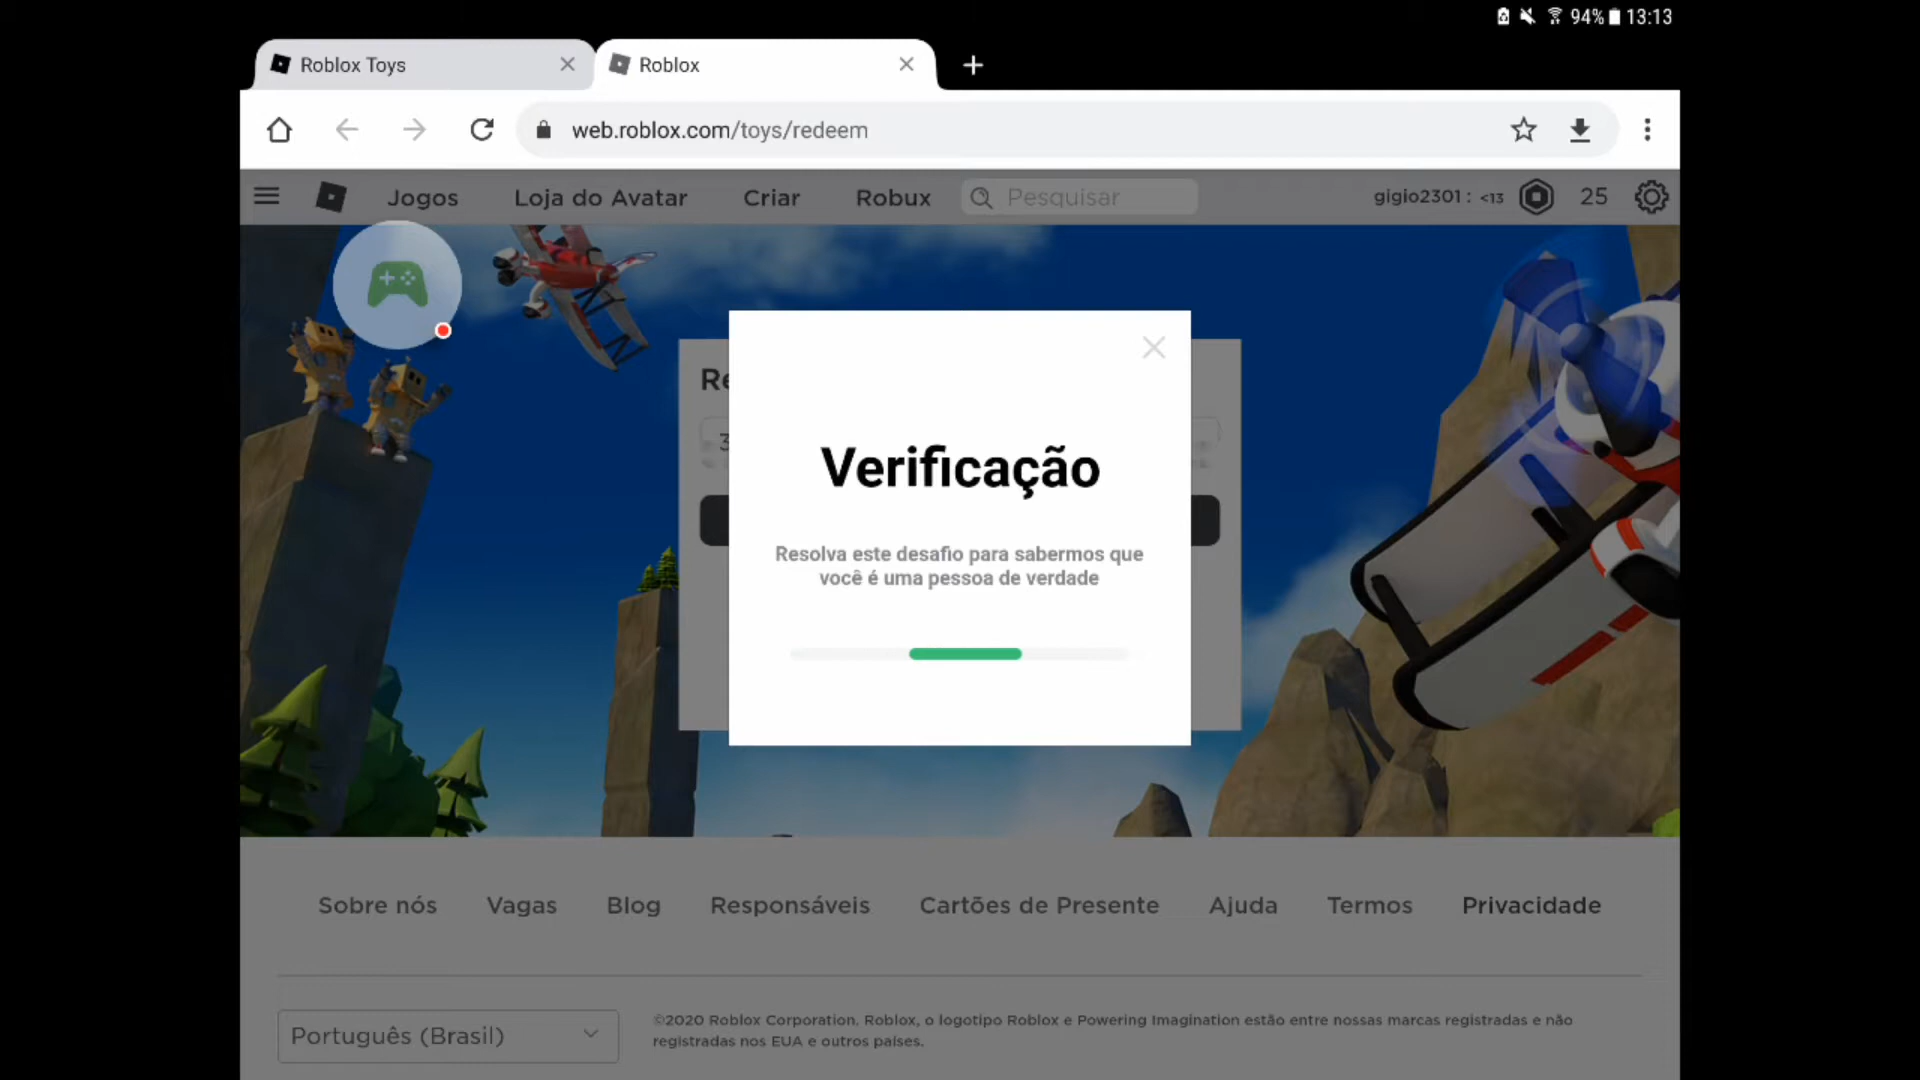 94% 13:13
Roblox Toys
Roblox
web.roblox.com/toys/redeem
Jogos Loja do Avatar Criar Robux Pesquisar gigio2301 : <13 25
Re
3
Verificação
Resolva este desafio para sabermos que
você é uma pessoa de verdade
Sobre nós Vagas Blog Responsáveis Cartões de Presente Ajuda Termos Privacidade
Português (Brasil)
©2020 Roblox Corporation. Roblox, o logotipo Roblox e Powering Imagination estão entre nossas marcas registradas e não
registradas nos EUA e outros países.